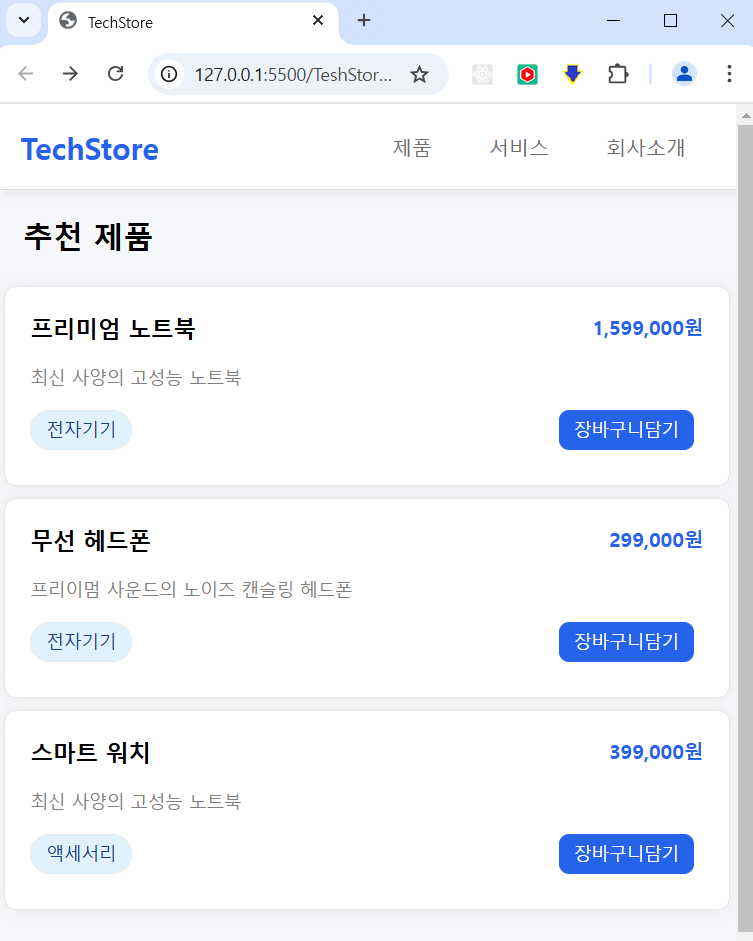 TechStore
127.0.0.1:5500/TeshStor...
TechStore 제품 서비스 회사소개
추천 제품
프리미엄 노트북 1,599,000원
최신 사양의 고성능 노트북
전자기기 장바구니담기
무선 헤드폰 299,000원
프리이멈 사운드의 노이즈 캔슬링 헤드폰
전자기기 장바구니담기
스마트 워치 399,000원
최신 사양의 고성능 노트북
액세서리 장바구니담기